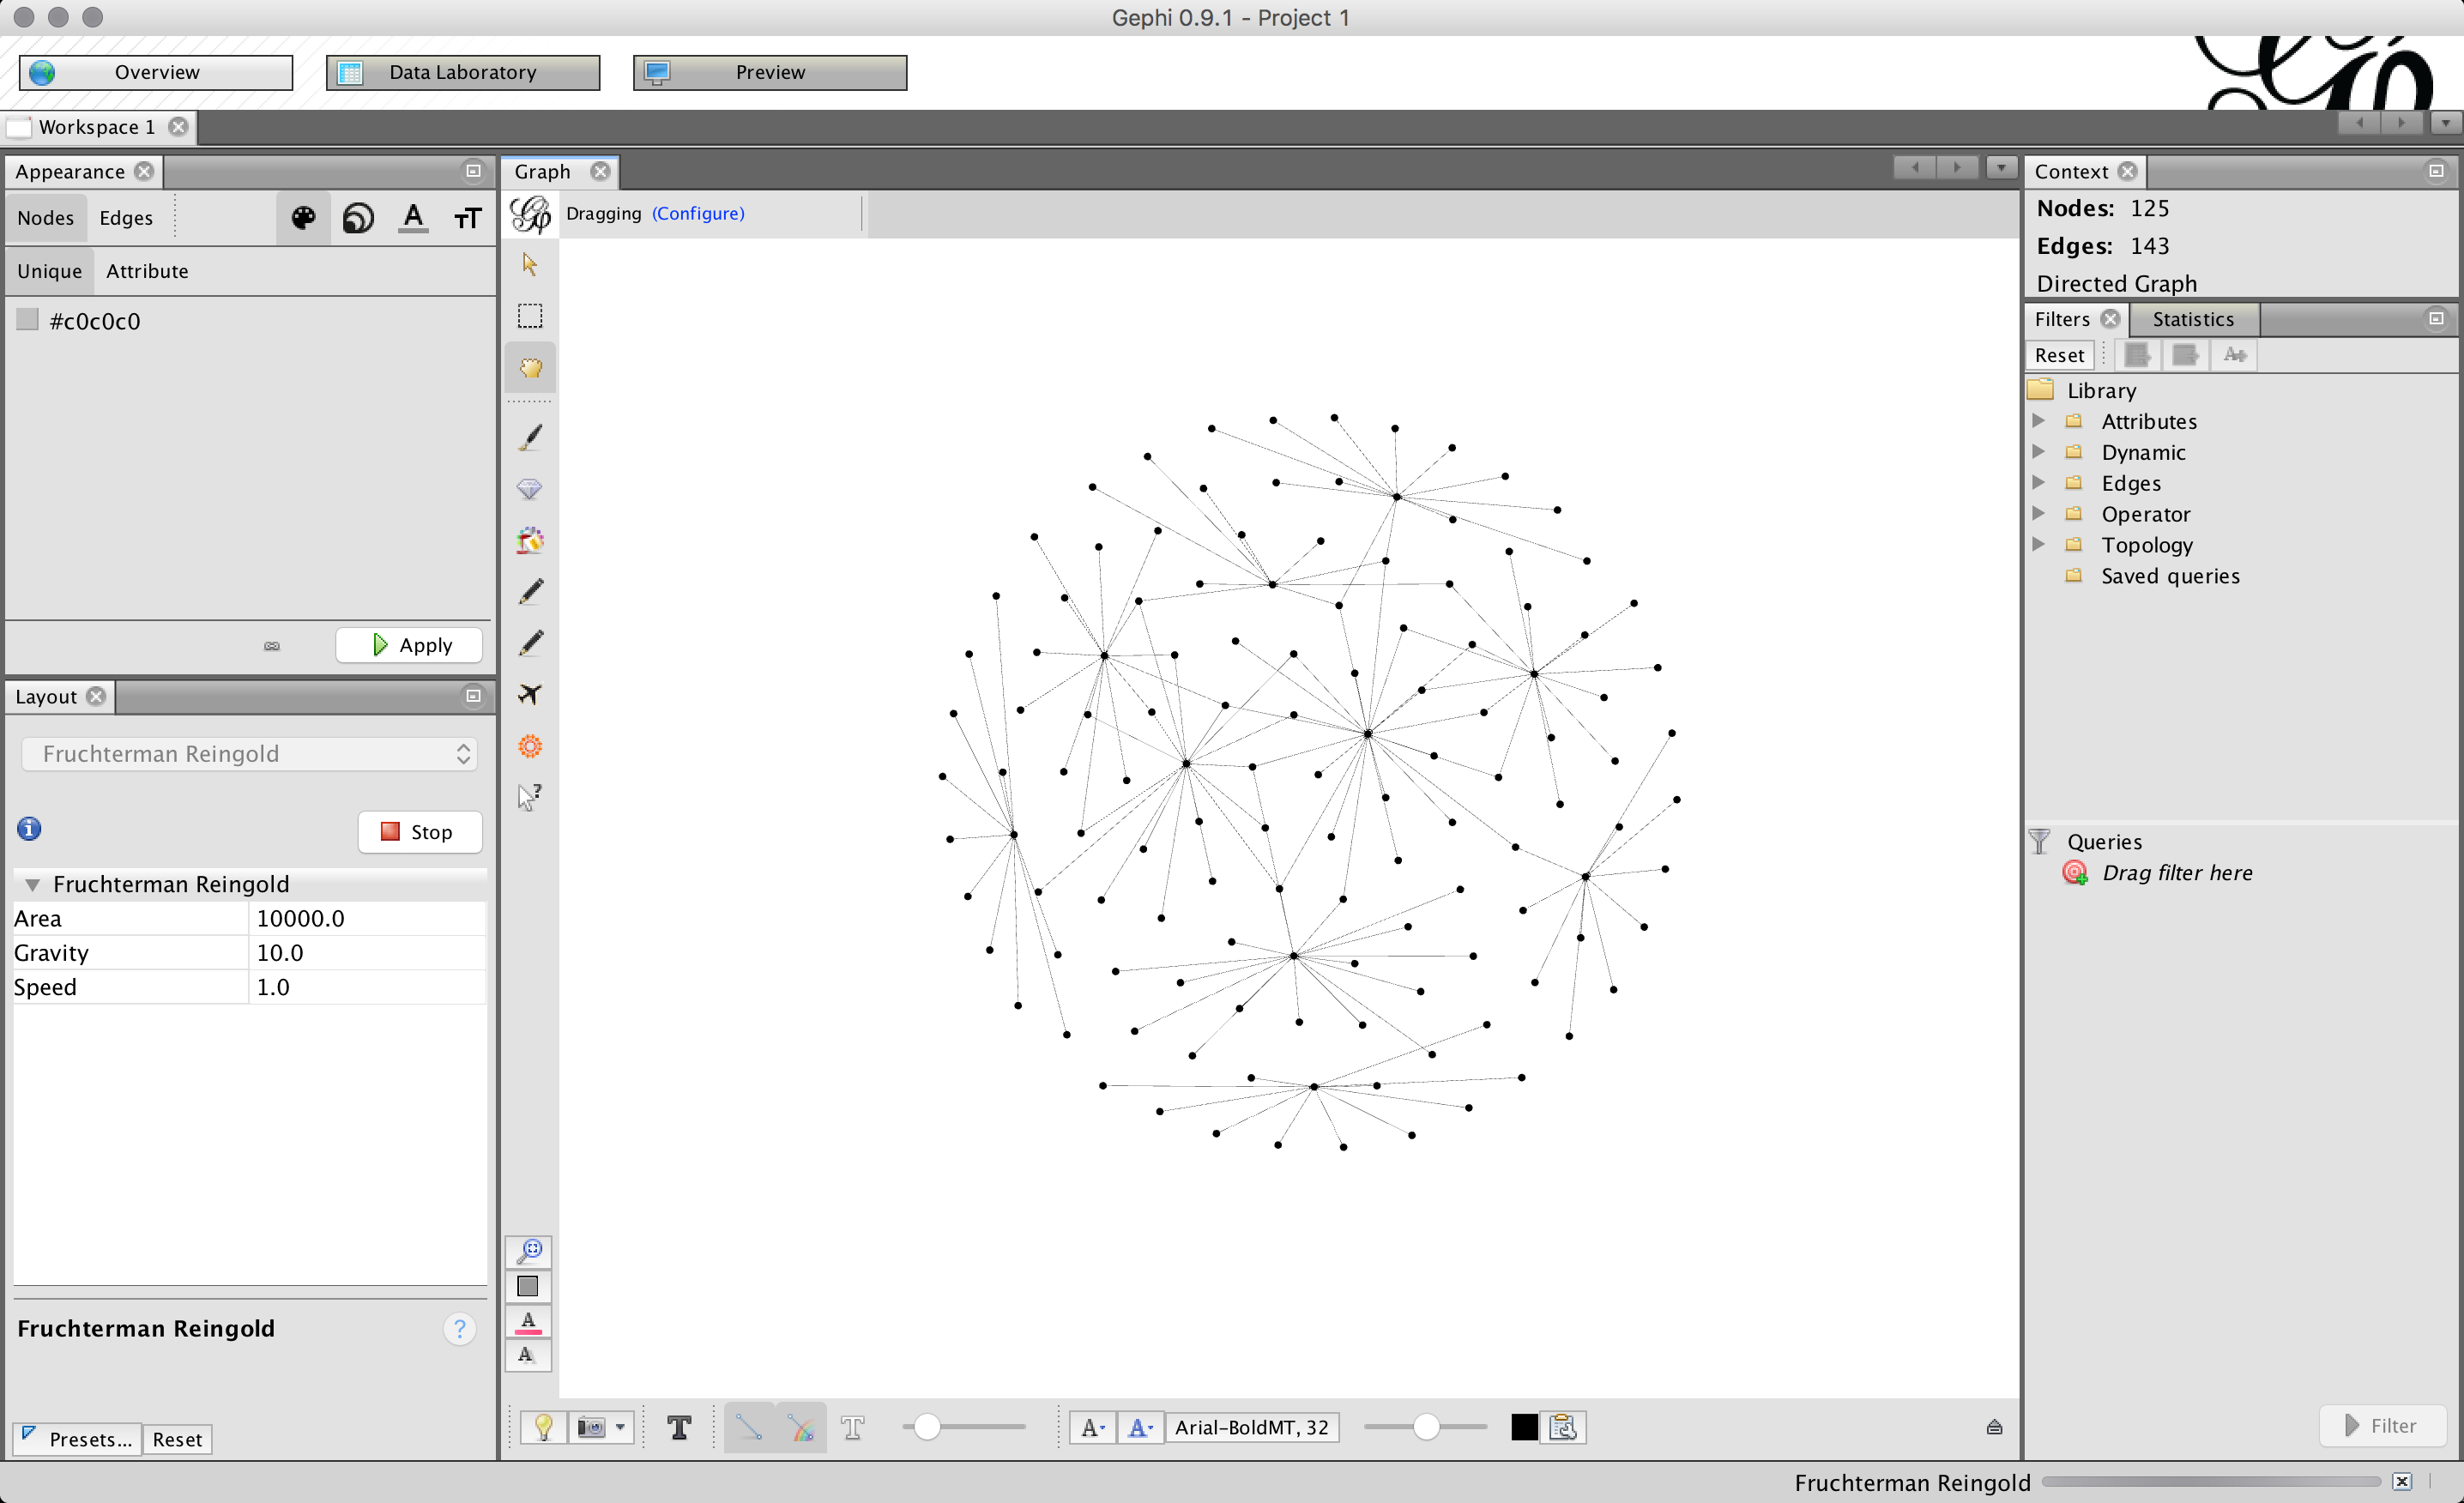 Gephi 0.9.1 - Project 1
Overview
Data Laboratory
Preview
Workspace 1
Appearance
Nodes
Edges
Unique
Attribute
#c0c0c0
Apply
Layout
Fruchterman Reingold
Stop
Fruchterman Reingold
Area 10000.0
Gravity 10.0
Speed 1.0
Fruchterman Reingold
?
Presets...
Reset
Graph
Dragging (Configure)
Arial-BoldMT, 32
Context
Nodes: 125
Edges: 143
Directed Graph
Filters
Statistics
Reset
Library
Attributes
Dynamic
Edges
Operator
Topology
Saved queries
Queries
Drag filter here
Filter
Fruchterman Reingold